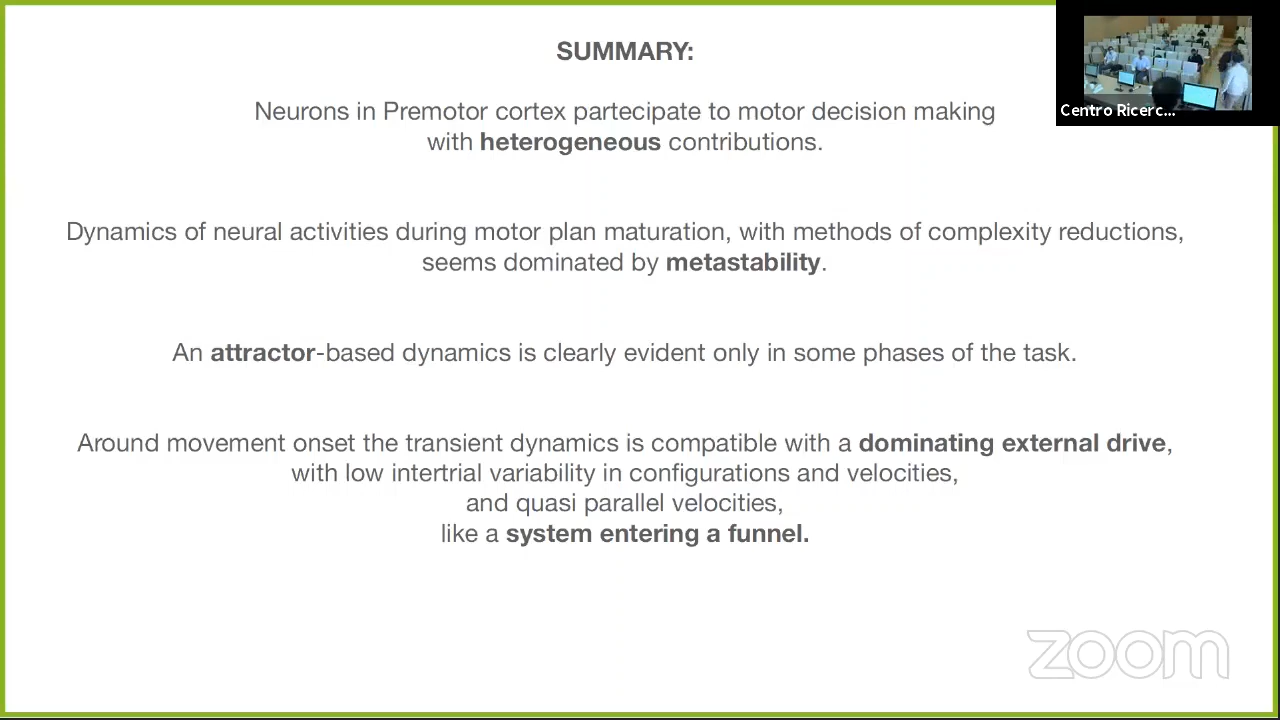 SUMMARY:
Neurons in Premotor cortex partecipate to motor decision making
with heterogeneous contributions.
Dynamics of neural activities during motor plan maturation, with methods of complexity reductions,
seems dominated by metastability.
An attractor-based dynamics is clearly evident only in some phases of the task.
Around movement onset the transient dynamics is compatible with a dominating external drive,
with low intertrial variability in configurations and velocities,
and quasi parallel velocities,
like a system entering a funnel.
Centro Ricerc...
zoom